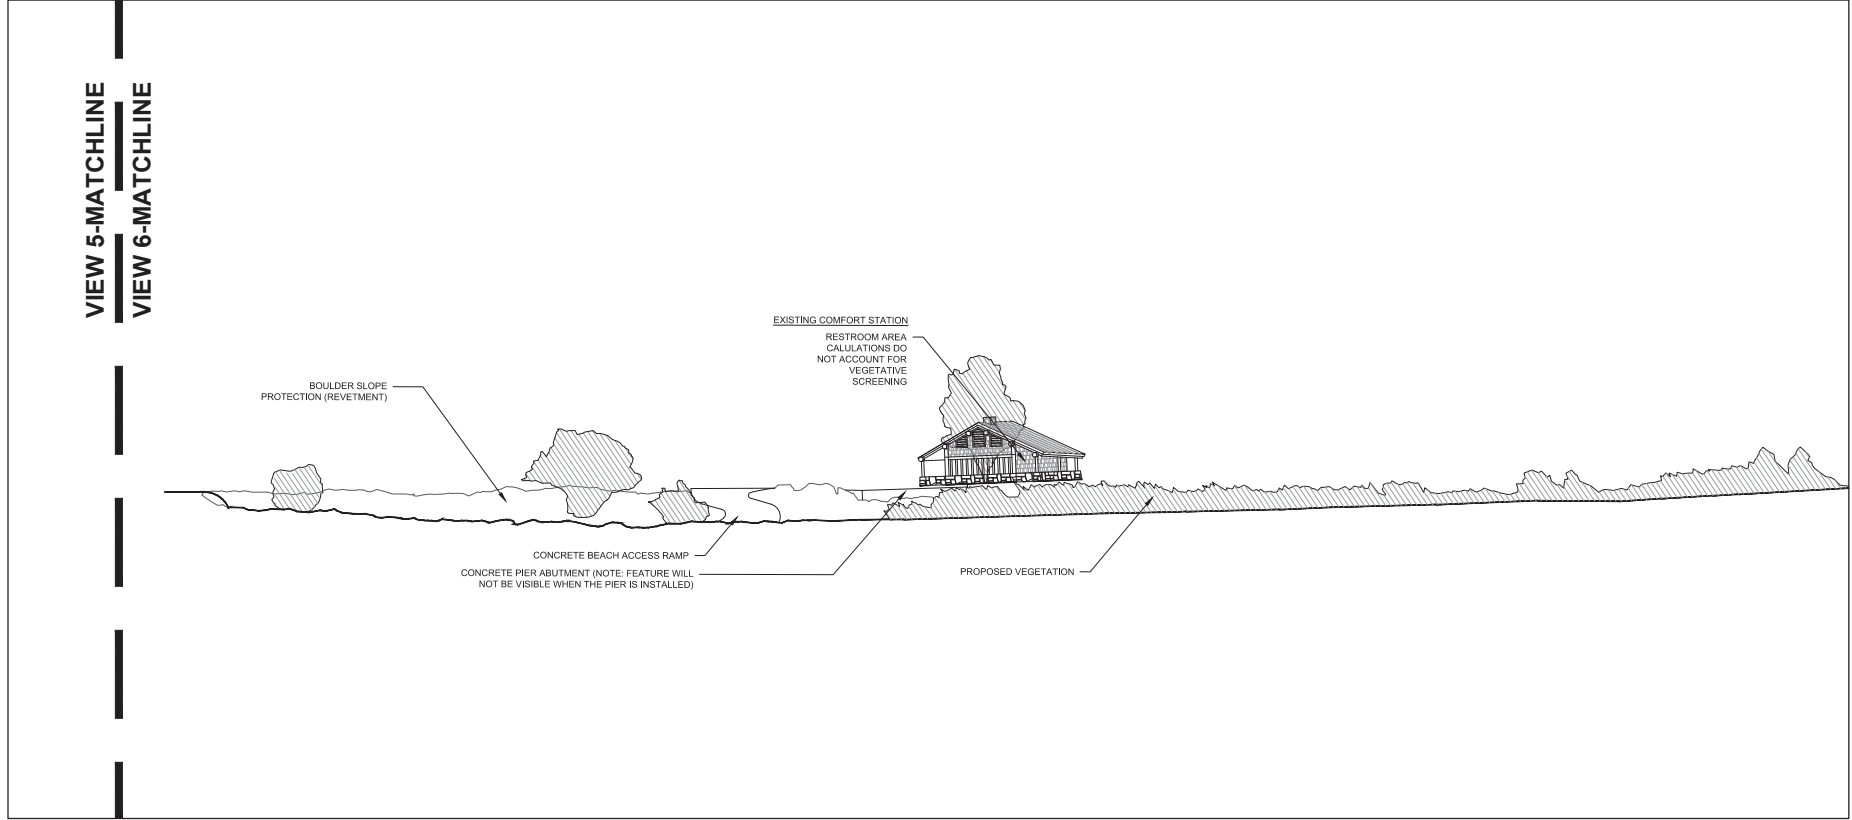 VIEW 5-MATCHLINE
VIEW 6-MATCHLINE
EXISTING COMFORT STATION
RESTROOM AREA
CALULATIONS DO
NOT ACCOUNT FOR
VEGETATIVE
SCREENING
BOULDER SLOPE
PROTECTION (REVETMENT)
CONCRETE BEACH ACCESS RAMP
CONCRETE PIER ABUTMENT (NOTE: FEATURE WILL
NOT BE VISIBLE WHEN THE PIER IS INSTALLED)
PROPOSED VEGETATION